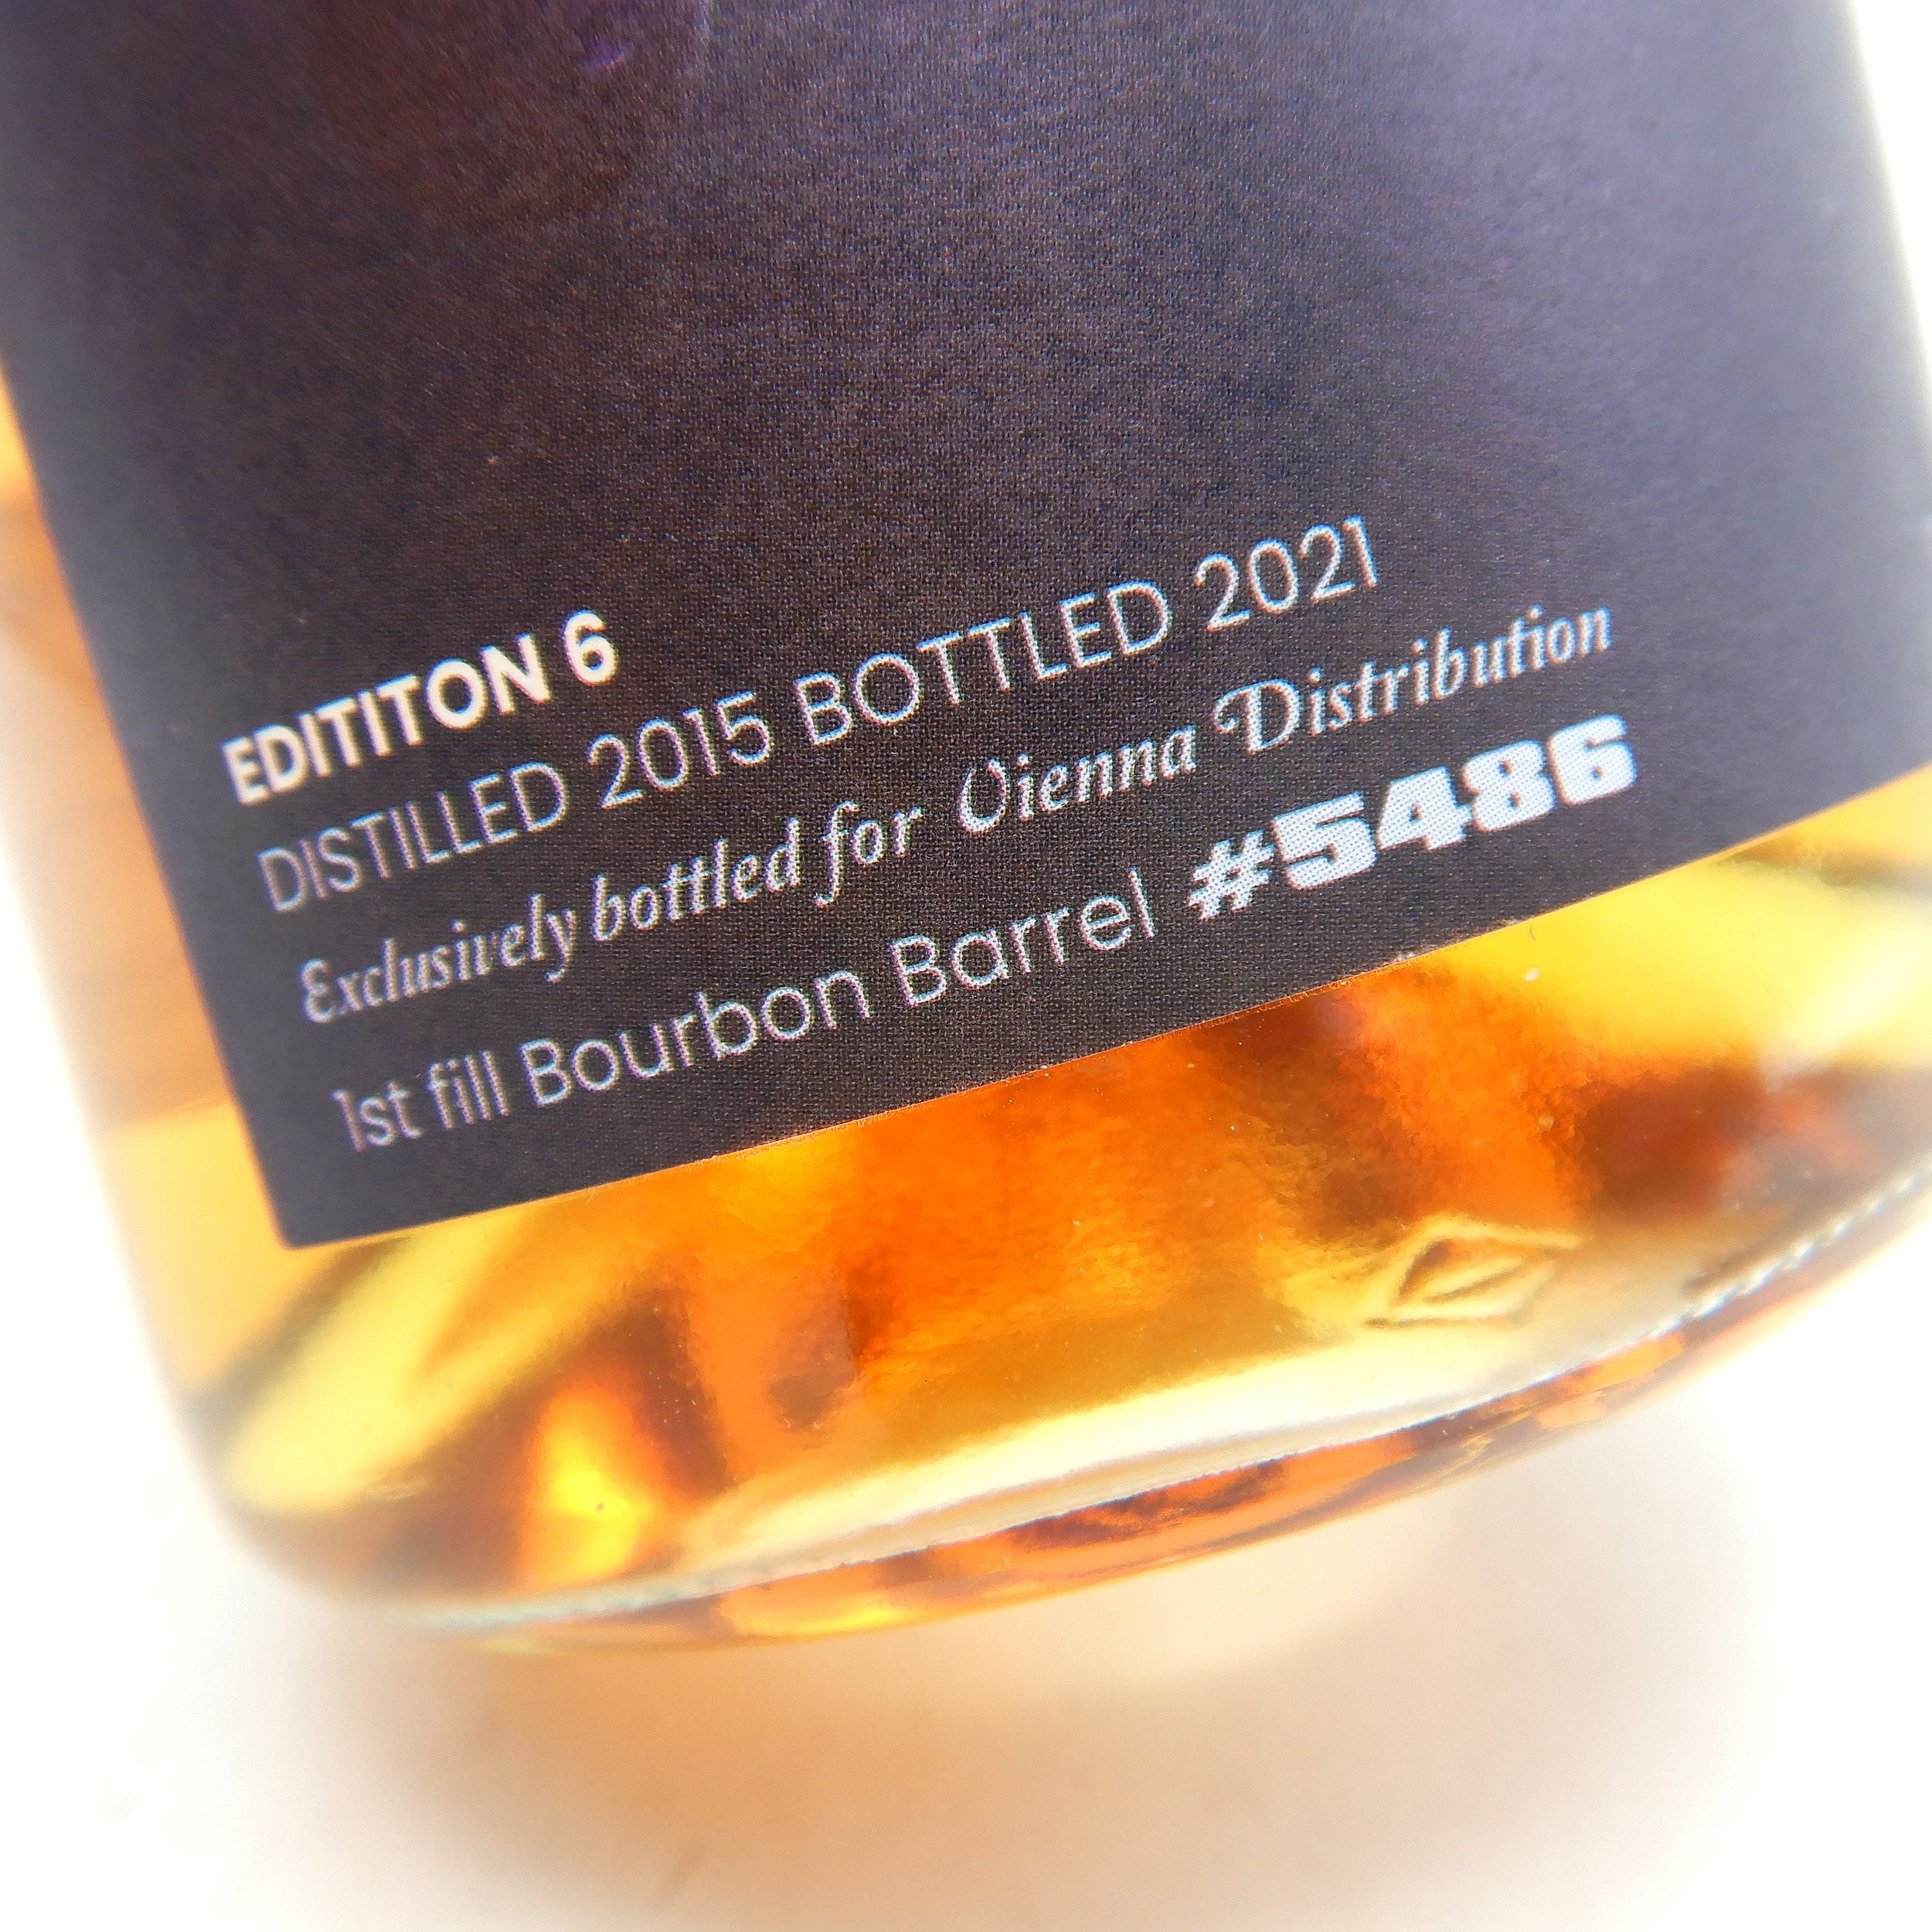 EDITITON 6
DISTILLED 2015 BOTTLED 2021
Exclusively bottled for Vienna Distribution
1st fill Bourbon Barrel #5486